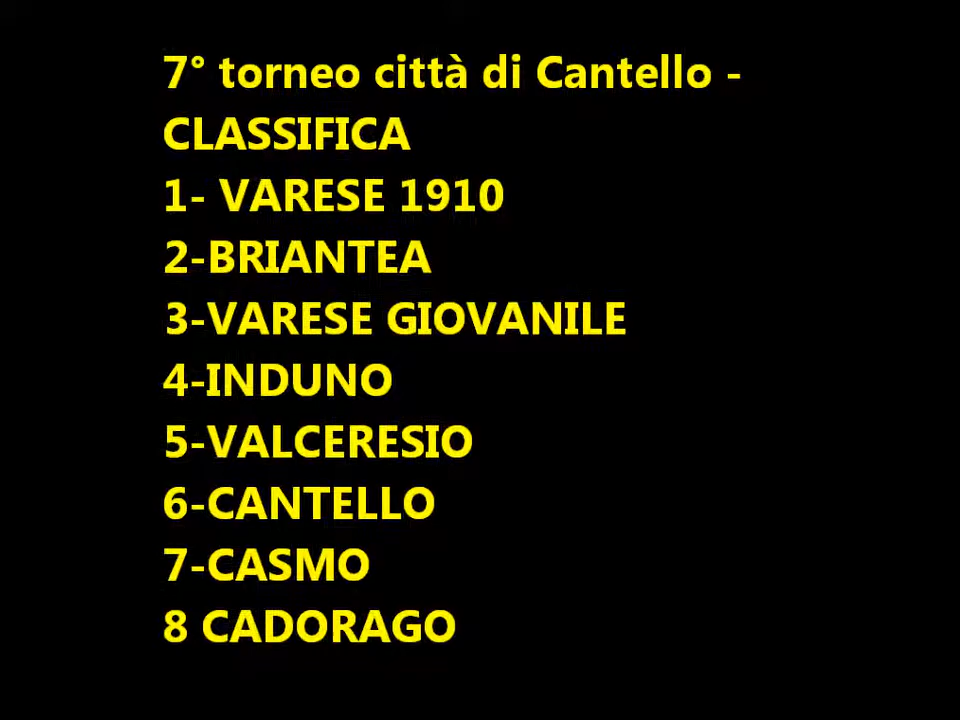 7° torneo città di Cantello -
CLASSIFICA
1- VARESE 1910
2-BRIANTEA
3-VARESE GIOVANILE
4-INDUNO
5-VALCERESIO
6-CANTELLO
7-CASMO
8 CADORAGO